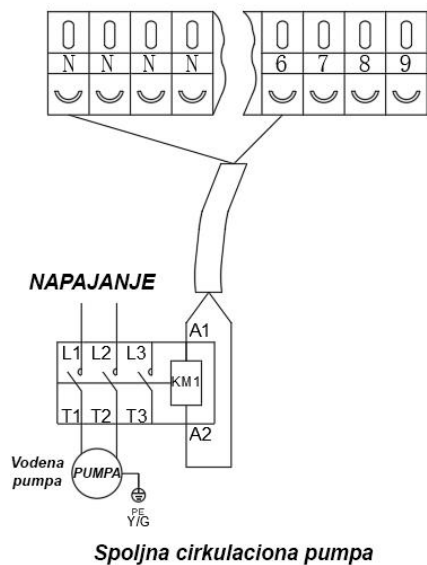 N N N N 6 7 8 9
NAPAJANJE
A1
L1 L2 L3
KM1
T1 T2 T3
A2
Vodena
pumpa
PUMPA
PE
Y/G
Spoljna cirkulaciona pumpa